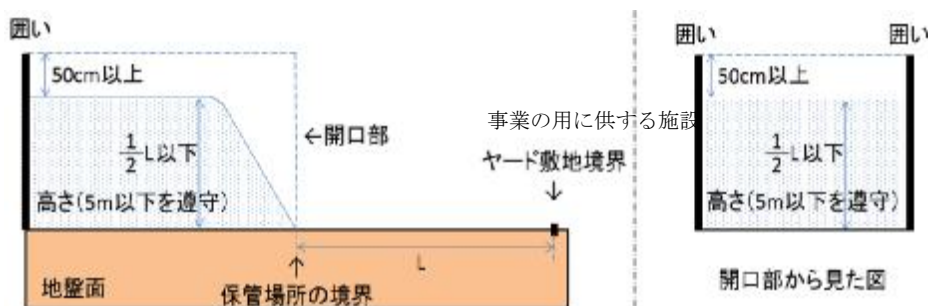 囲い
50cm以上
1/2 L以下
高さ(5m以下を遵守)
←開口部
事業の用に供する施設
ヤード敷地境界
↓
L
↑
保管場所の境界
地盤面
囲い
囲い
50cm以上
1/2 L以下
高さ(5m以下を遵守)
開口部から見た図